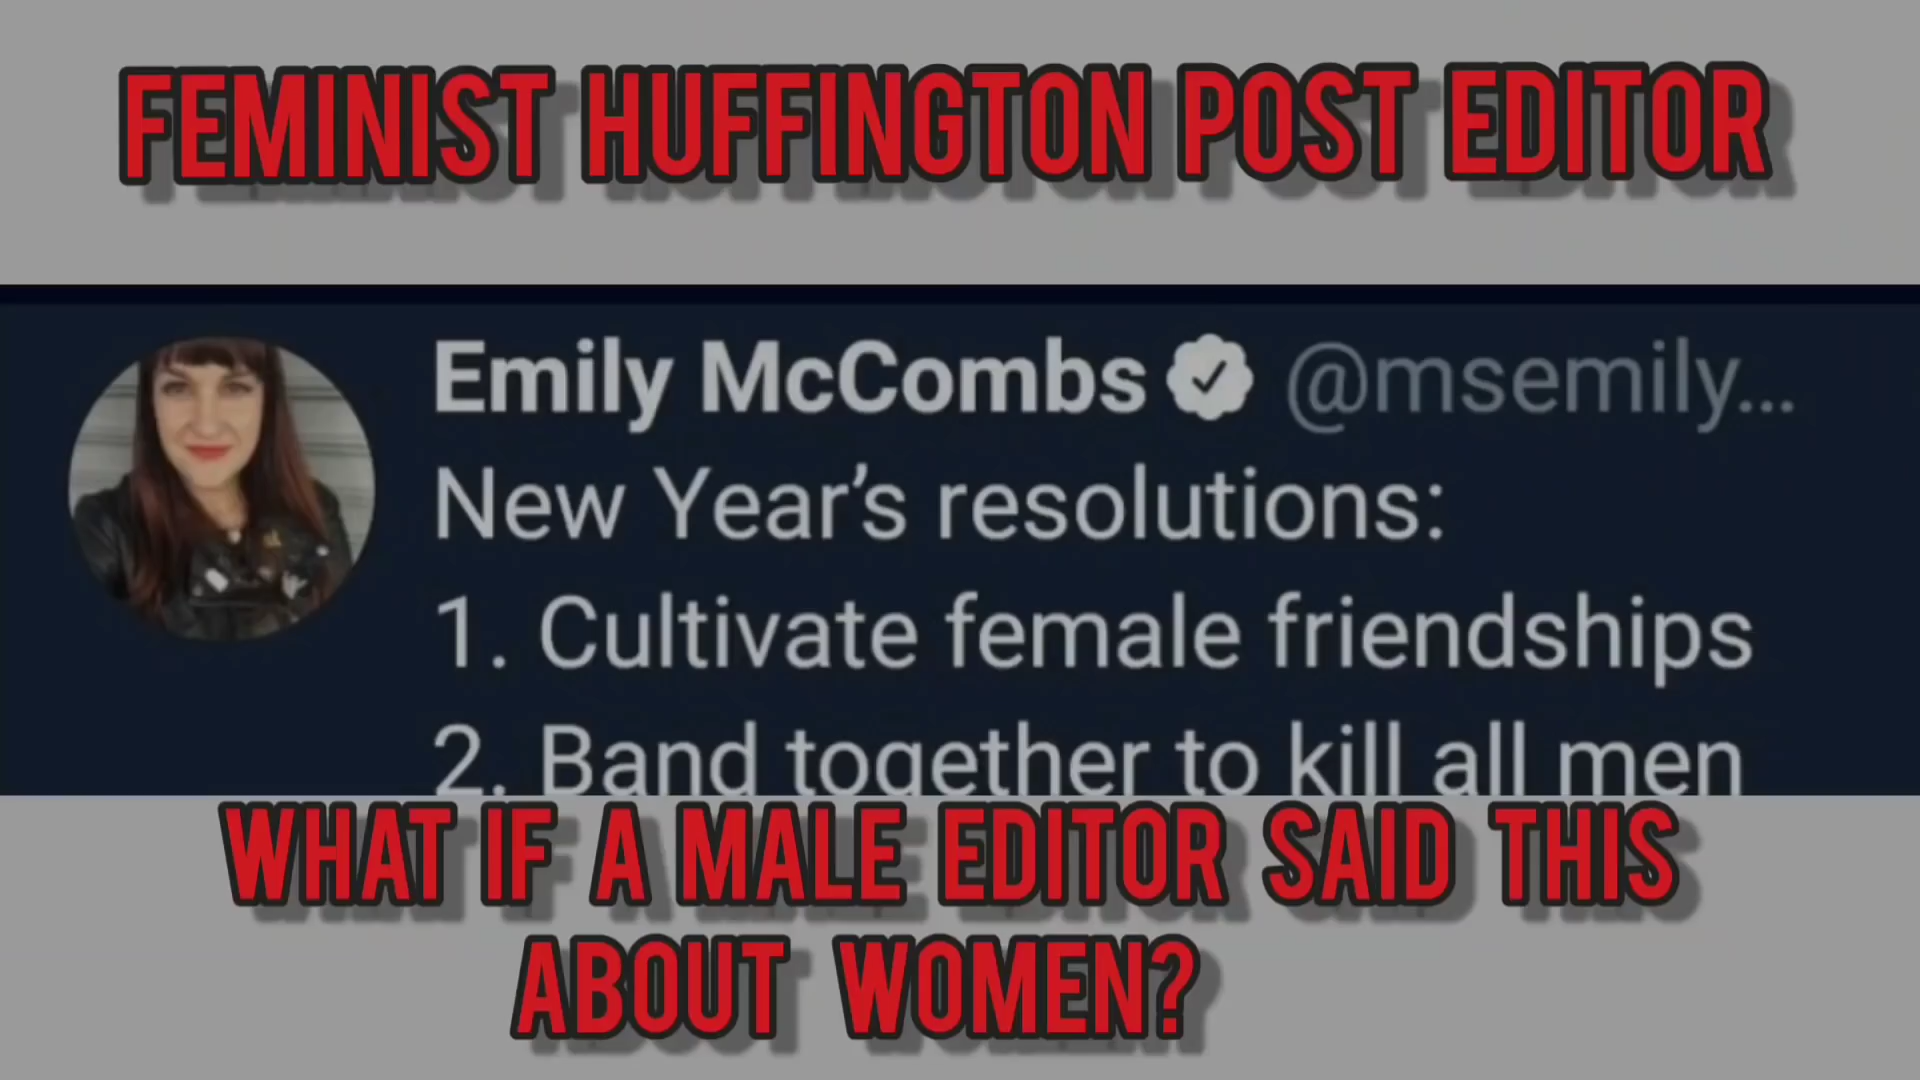 FEMINIST HUFFINGTON POST EDITOR
Emily McCombs @msemily...
New Year's resolutions:
1. Cultivate female friendships
2. Band together to kill all men
WHAT IF A MALE EDITOR SAID THIS
ABOUT WOMEN?